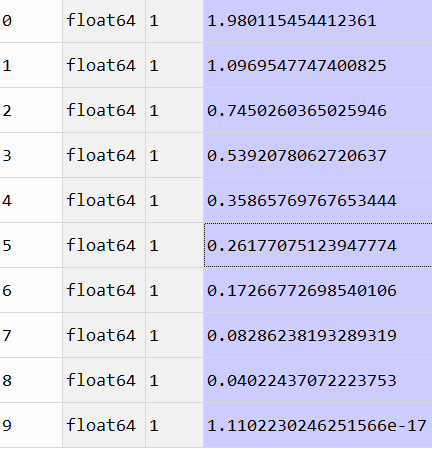 0 float64 1 1.980115454412361
1 float64 1 1.0969547747400825
2 float64 1 0.7450260365025946
3 float64 1 0.5392078062720637
4 float64 1 0.35865769767653444
5 float64 1 0.26177075123947774
6 float64 1 0.17266772698540106
7 float64 1 0.08286238193289319
8 float64 1 0.04022437072223753
9 float64 1 1.1102230246251566e-17